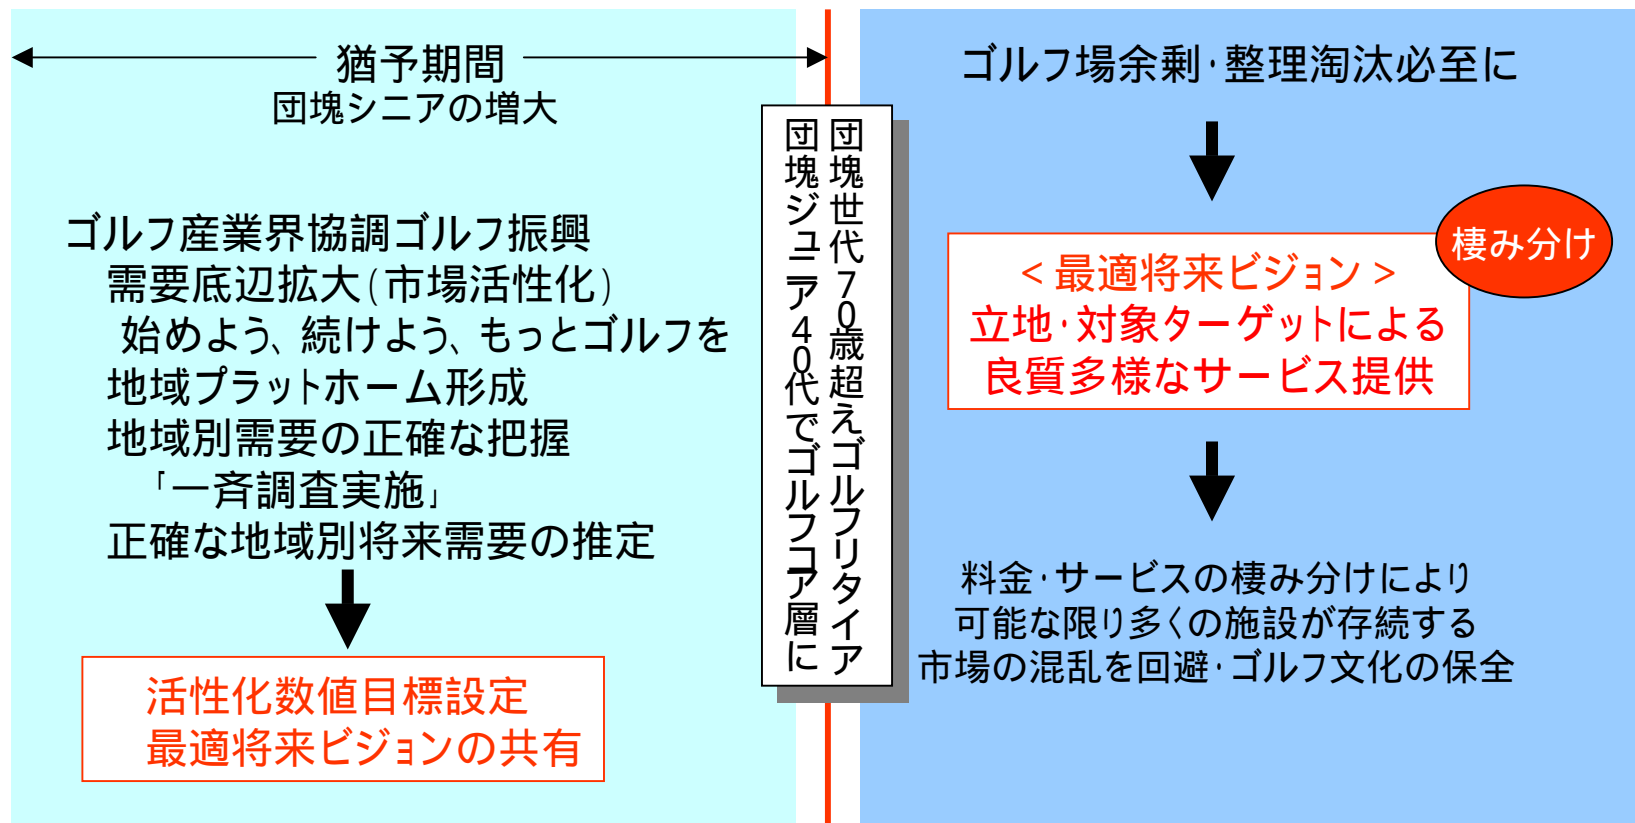 猶予期間
団塊シニアの増大
ゴルフ産業界協調ゴルフ振興
需要底辺拡大(市場活性化)
始めよう、続けよう、もっとゴルフを
地域プラットホーム形成
地域別需要の正確な把握
「一斉調査実施」
正確な地域別将来需要の推定
活性化数値目標設定
最適将来ビジョンの共有
団塊世代70歳超えゴルフリタイア
団塊ジュニア40代でゴルフコア層に
ゴルフ場余剰・整理淘汰必至に
棲み分け
<最適将来ビジョン>
立地・対象ターゲットによる
良質多様なサービス提供
料金・サービスの棲み分けにより
可能な限り多くの施設が存続する
市場の混乱を回避・ゴルフ文化の保全